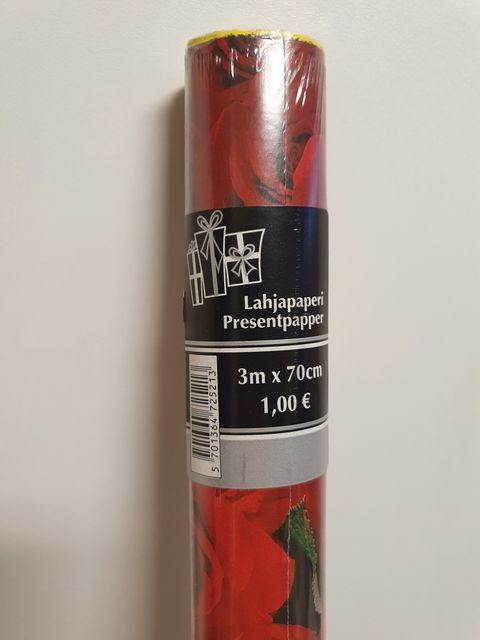 Lahjapaperi
Presentpapper
3m x 70cm
1,00 €
5 701364 725213